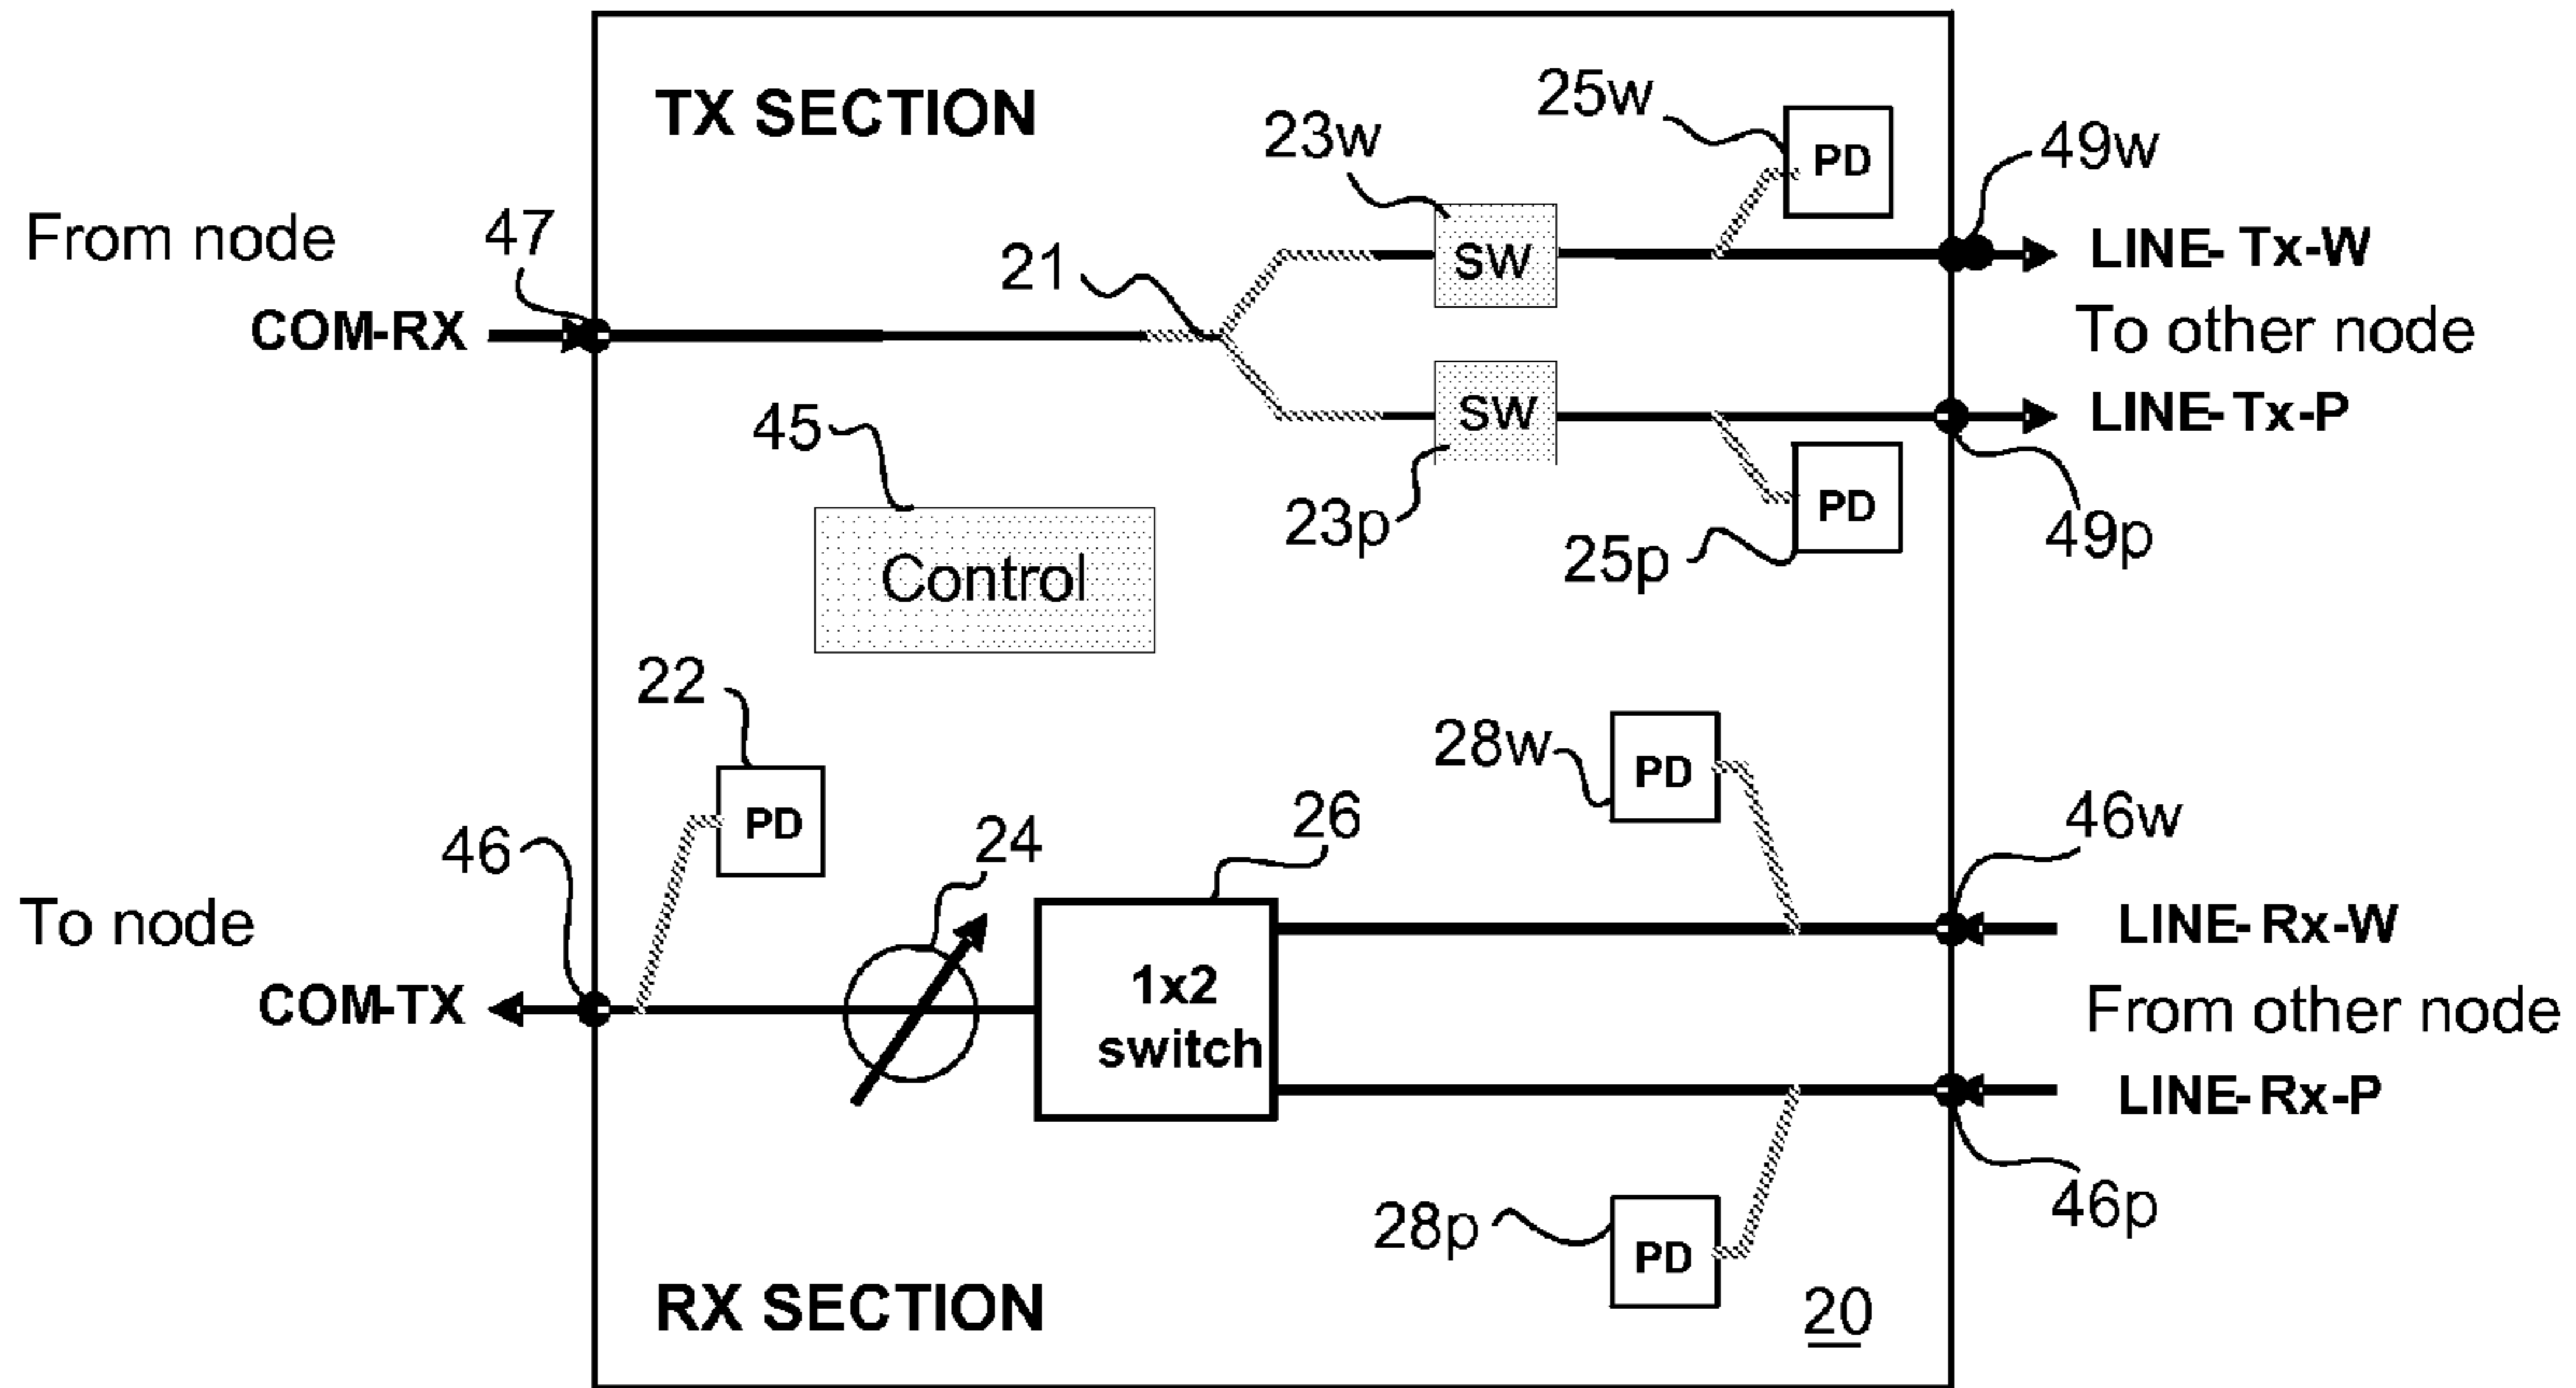 TX SECTION
25w
PD
23w
49w
From node
47
21
SW
LINE- Tx-W
COM-RX
To other node
SW
LINE- Tx-P
45
PD
23p
25p
49p
Control
22
28w
PD
PD
24
26
46w
46
To node
LINE- Rx-W
1x2
switch
COM-TX
From other node
LINE- Rx-P
28p
PD
46p
RX SECTION
20